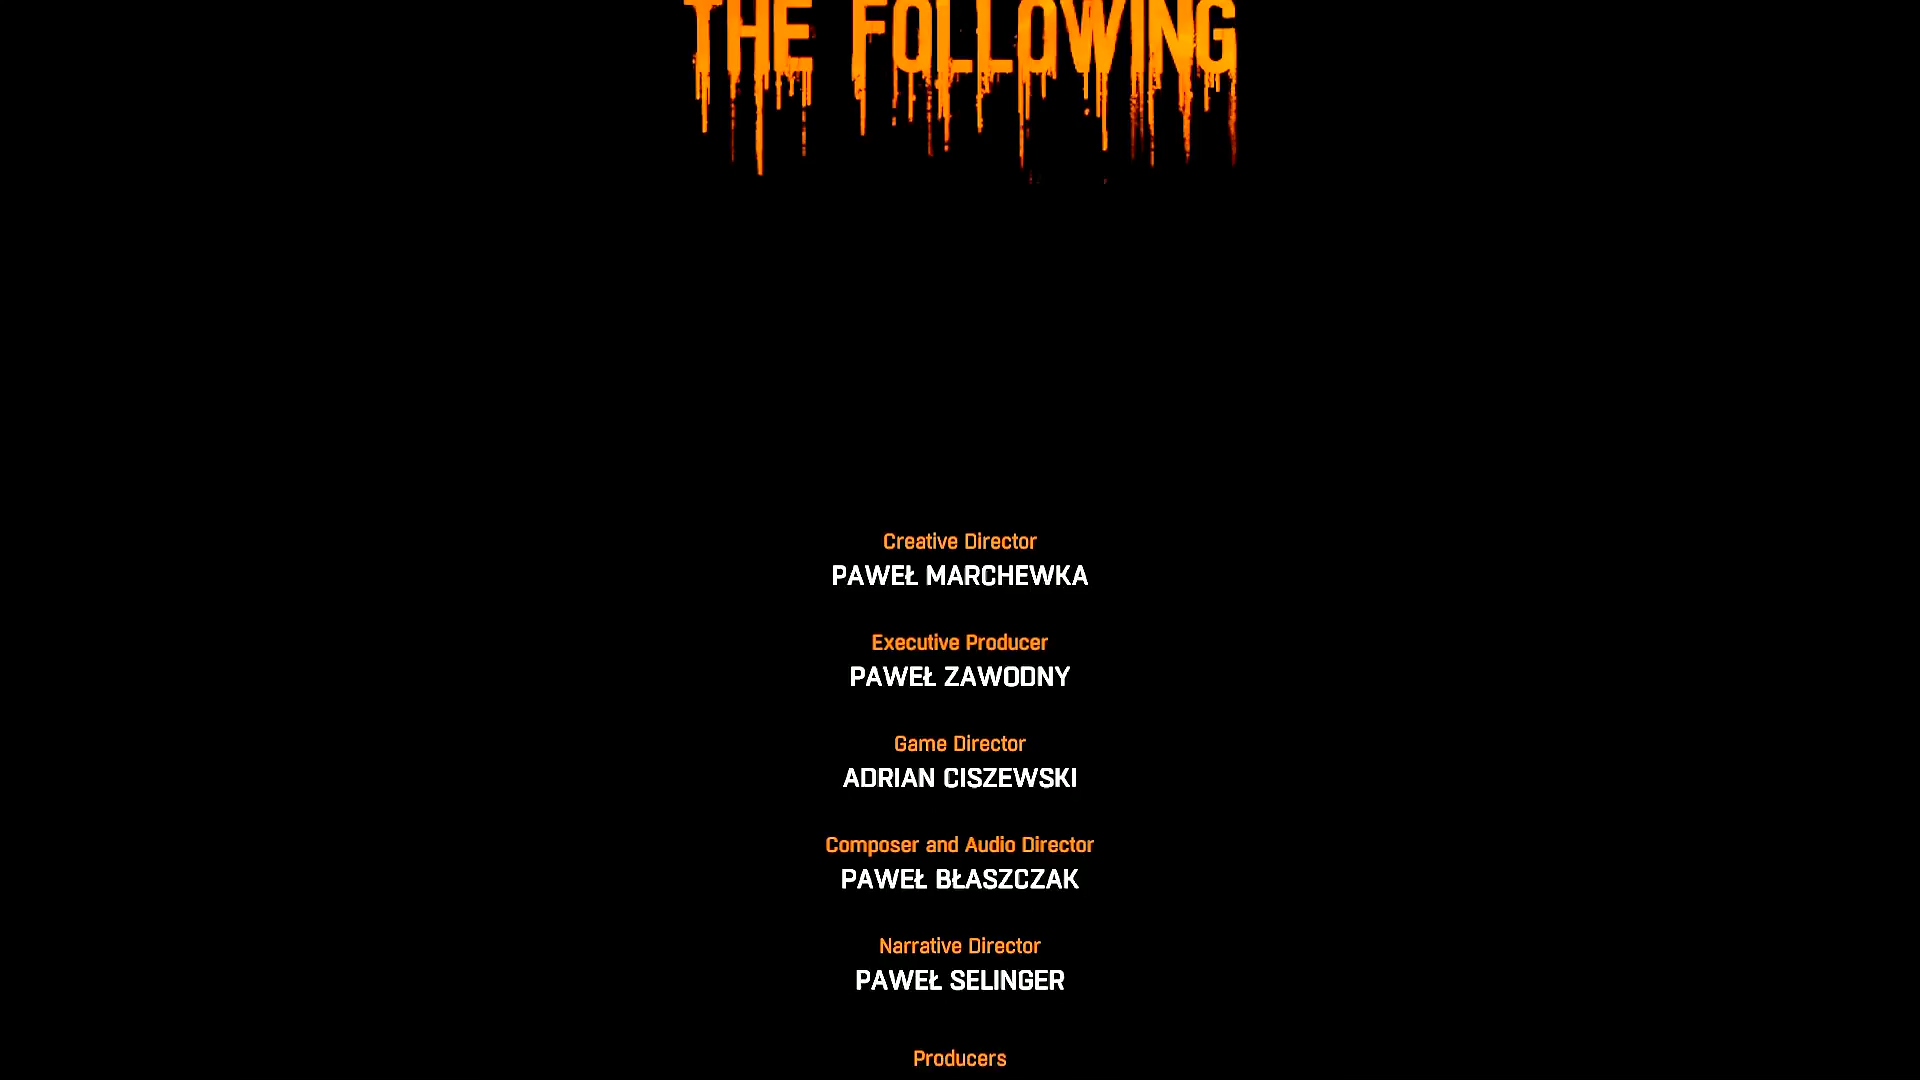 THE FOLLOWING
Creative Director
PAWEŁ MARCHEWKA
Executive Producer
PAWEŁ ZAWODNY
Game Director
ADRIAN CISZEWSKI
Composer and Audio Director
PAWEŁ BŁASZCZAK
Narrative Director
PAWEŁ SELINGER
Producers